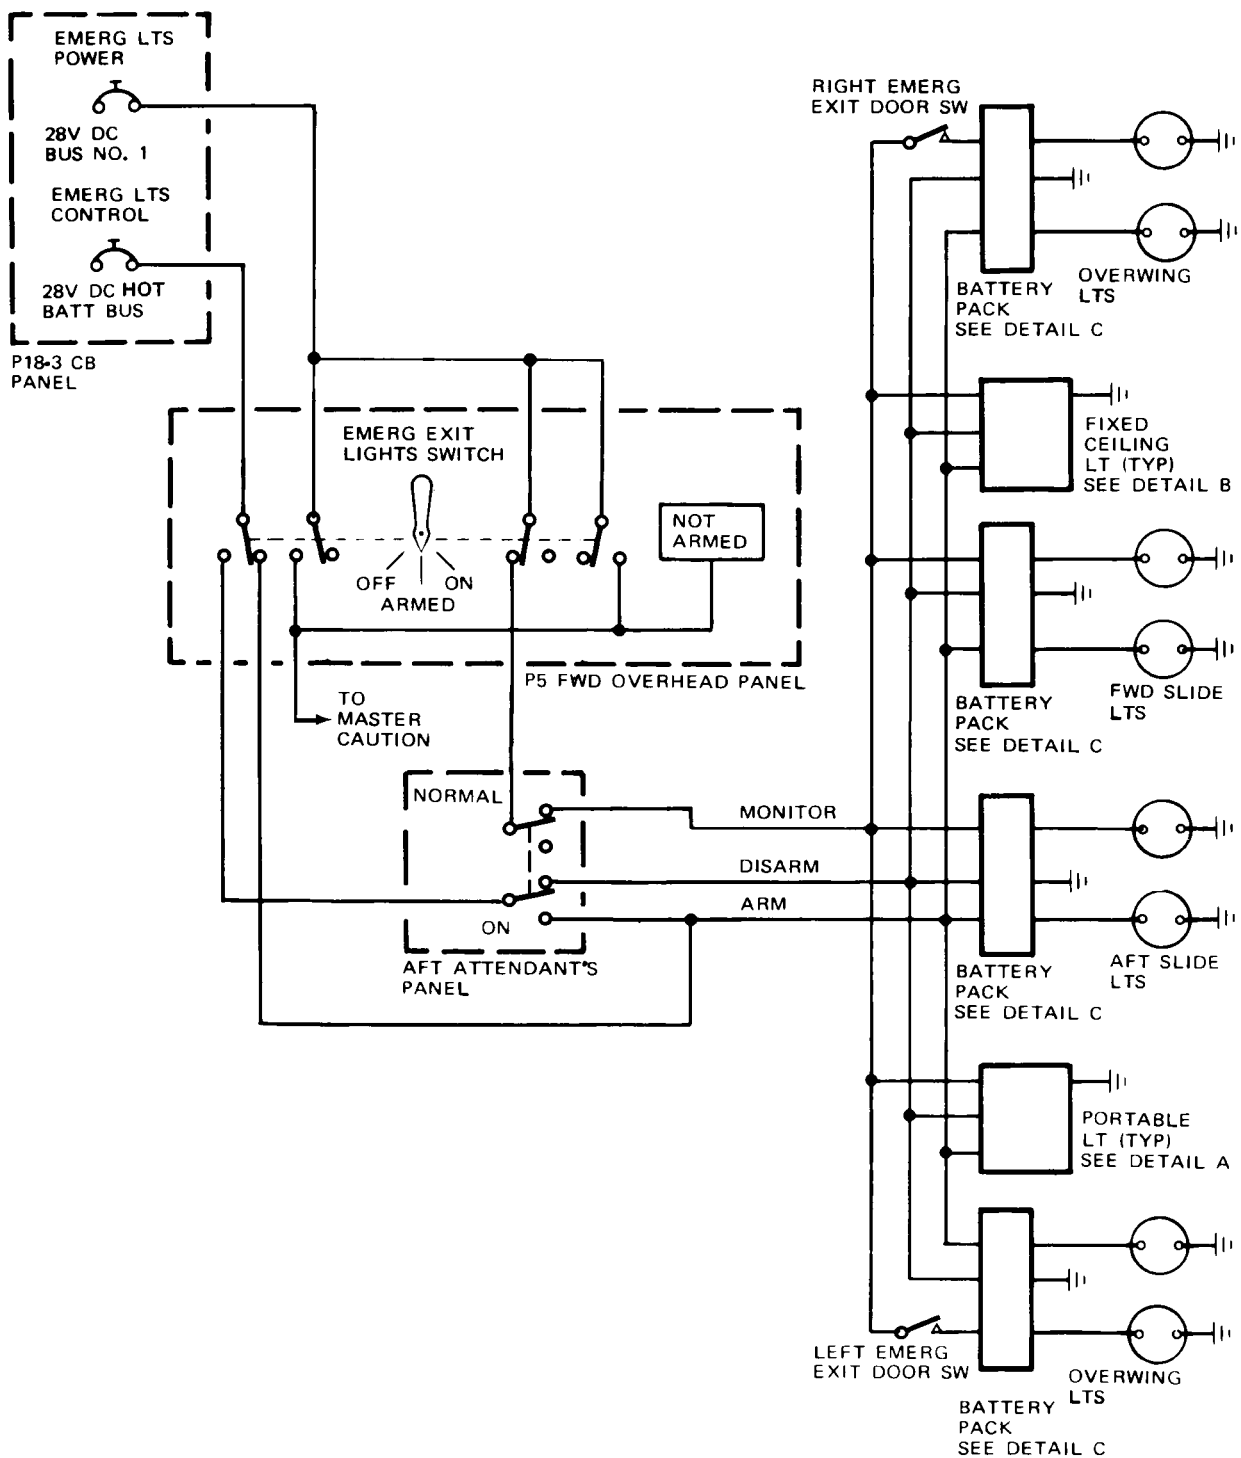 EMERG LTS
POWER
28V DC
BUS NO. 1
EMERG LTS
CONTROL
28V DC HOT
BATT BUS
P18-3 CB
PANEL
EMERG EXIT
LIGHTS SWITCH
OFF
ON
ARMED
NOT
ARMED
P5 FWD OVERHEAD PANEL
TO
MASTER
CAUTION
NORMAL
ON
AFT ATTENDANT'S
PANEL
MONITOR
DISARM
ARM
RIGHT EMERG
EXIT DOOR SW
BATTERY
PACK
SEE DETAIL C
OVERWING
LTS
FIXED
CEILING
LT (TYP)
SEE DETAIL B
BATTERY
PACK
SEE DETAIL C
FWD SLIDE
LTS
BATTERY
PACK
SEE DETAIL C
AFT SLIDE
LTS
PORTABLE
LT (TYP)
SEE DETAIL A
LEFT EMERG
EXIT DOOR SW
OVERWING
LTS
BATTERY
PACK
SEE DETAIL C